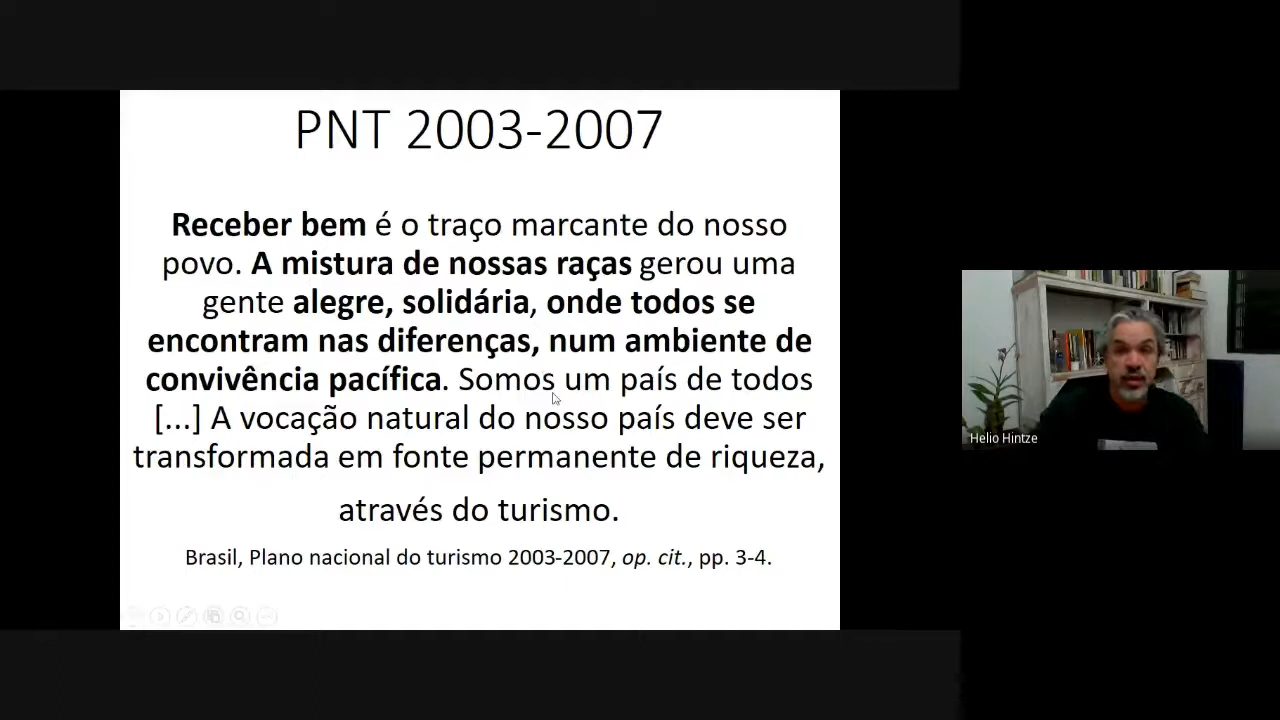 PNT 2003-2007
Receber bem é o traço marcante do nosso
povo. A mistura de nossas raças gerou uma
gente alegre, solidária, onde todos se
encontram nas diferenças, num ambiente de
convivência pacífica. Somos um país de todos
[...] A vocação natural do nosso país deve ser
transformada em fonte permanente de riqueza,
através do turismo.
Brasil, Plano nacional do turismo 2003-2007, op. cit., pp. 3-4.
Helio Hintze